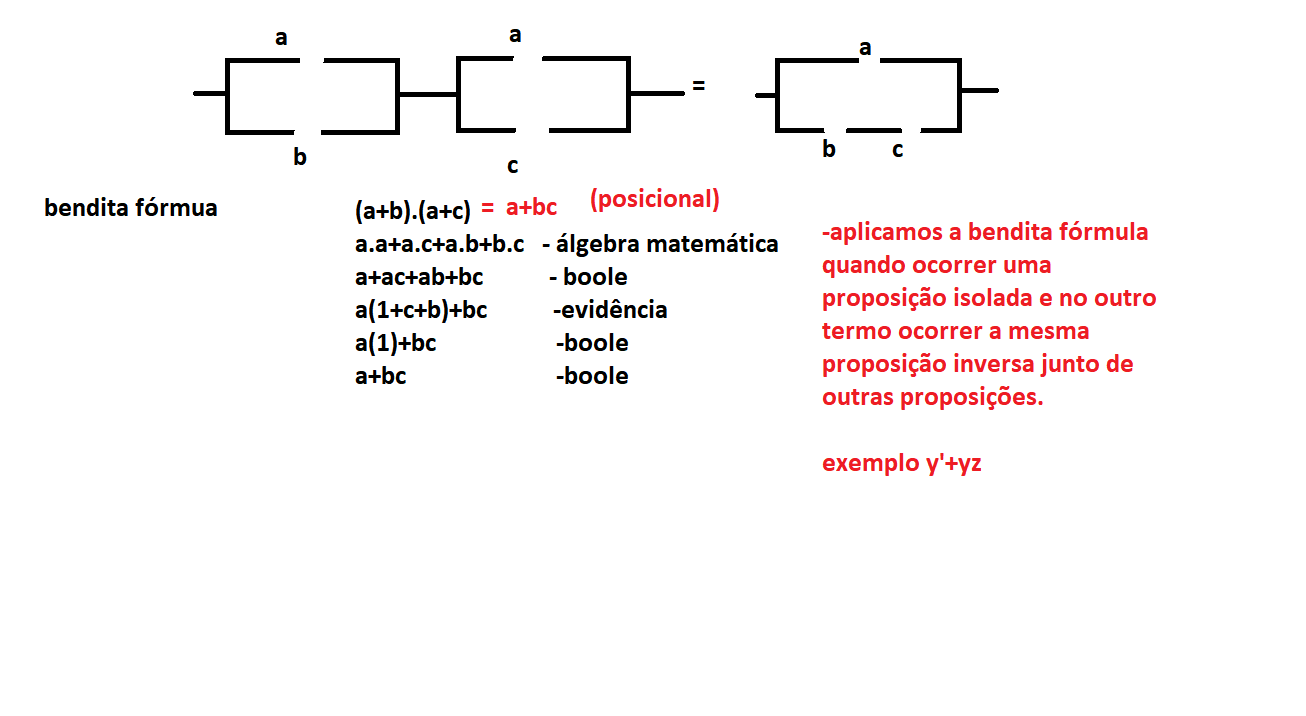 a
a
a
=
b
c
b c
bendita fórmua
(a+b).(a+c) = a+bc (posicional)
a.a+a.c+a.b+b.c - álgebra matemática
a+ac+ab+bc - boole
a(1+c+b)+bc -evidência
a(1)+bc -boole
a+bc -boole
-aplicamos a bendita fórmula
quando ocorrer uma
proposição isolada e no outro
termo ocorrer a mesma
proposição inversa junto de
outras proposições.
exemplo y'+yz